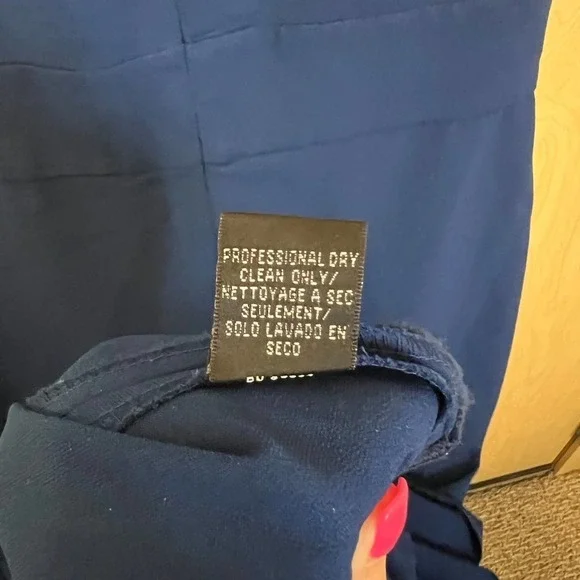 PROFESSIONAL DRY
CLEAN ONLY/
NETTOYAGE A SEC
SEULEMENT/
SOLO LAVADO EN
SECO